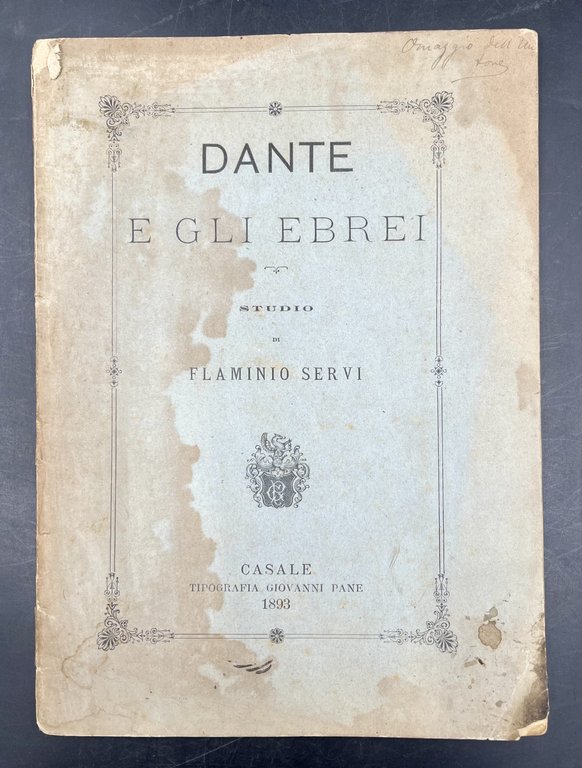 Omaggio dell'Au
tore
DANTE
E GLI EBREI
STUDIO
DI
FLAMINIO SERVI
CASALE
TIPOGRAFIA GIOVANNI PANE
1893